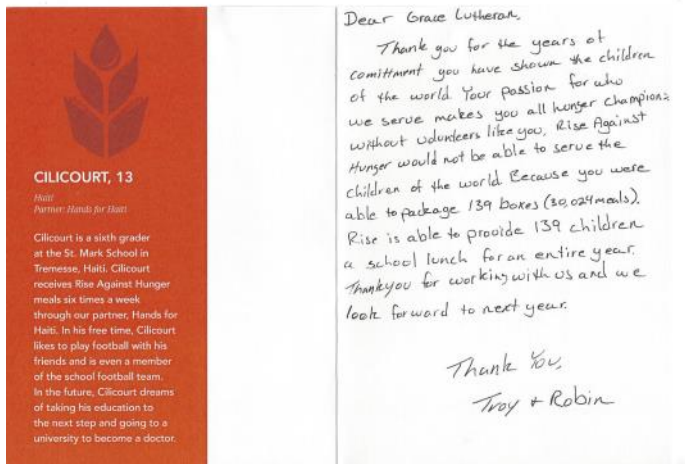 CILICOURT, 13
Haiti
Partner: Hands for Haiti
Cilicourt is a sixth grader
at the St. Mark School in
Tremesse, Haiti. Cilicourt
receives Rise Against Hunger
meals six times a week
through our partner, Hands for
Haiti. In his free time, Cilicourt
likes to play football with his
friends and is even a member
of the school football team.
In the future, Cilicourt dreams
of taking his education to
the next step and going to a
university to become a doctor.
Dear Grace Lutheran,
Thank you for the years of
comittment you have shown the children
of the world. Your passion for who
we serve makes you all hunger champions
without volunteers like you, Rise Against
Hunger would not be able to serve the
children of the world Because you were
able to package 139 boxes (30,024 meals).
Rise is able to provide 139 children
a school lunch for an entire year.
Thankyou for working with us and we
look forward to next year.
Thank You,
Troy + Robin